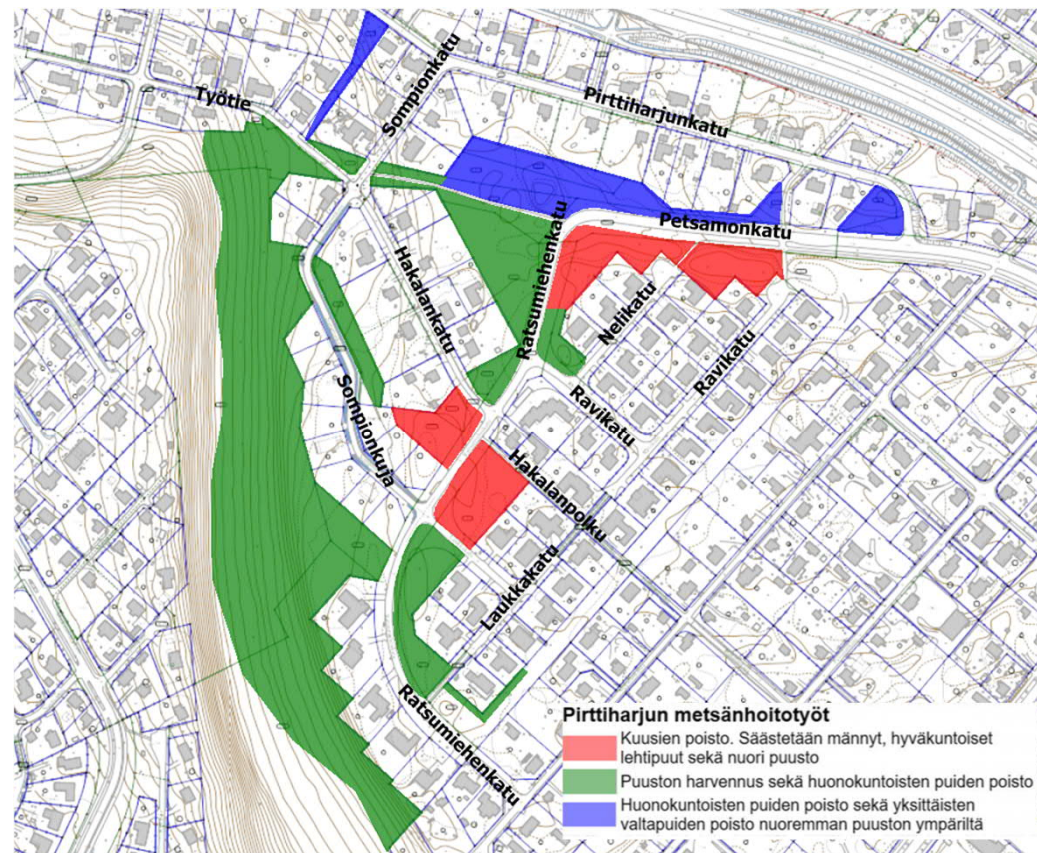 Sompionkatu
Työtle
Pirttiharjunkatu
Petsamonkatu
Ratsumiehenkatu
Hakalankatu
Nelikatu
Ravikatu
Sompionkuja
Ravikatu
Hakalanpolku
Laukkakatu
Ratsumiehenkatu
Pirttiharjun metsänhoitotyöt
Kuusien poisto. Säästetään männyt, hyväkuntoiset
lehtipuut sekä nuori puusto
Puuston harvennus sekä huonokuntoisten puiden poisto
Huonokuntoisten puiden poisto sekä yksittäisten
valtapuiden poisto nuoremman puuston ympäriltä